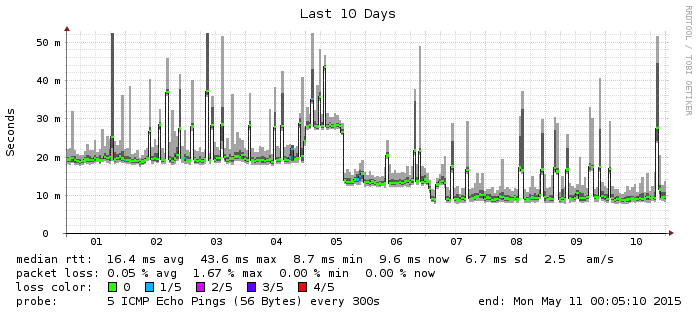 Last 10 Days
RRDTOOL / TOBI OETIKER
Seconds
50 m
40 m
30 m
20 m
10 m
0
01 02 03 04 05 06 07 08 09 10
median rtt: 16.4 ms avg 43.6 ms max 8.7 ms min 9.6 ms now 6.7 ms sd 2.5 am/s
packet loss: 0.05 % avg 1.67 % max 0.00 % min 0.00 % now
loss color: 0 1/5 2/5 3/5 4/5
probe: 5 ICMP Echo Pings (56 Bytes) every 300s end: Mon May 11 00:05:10 2015